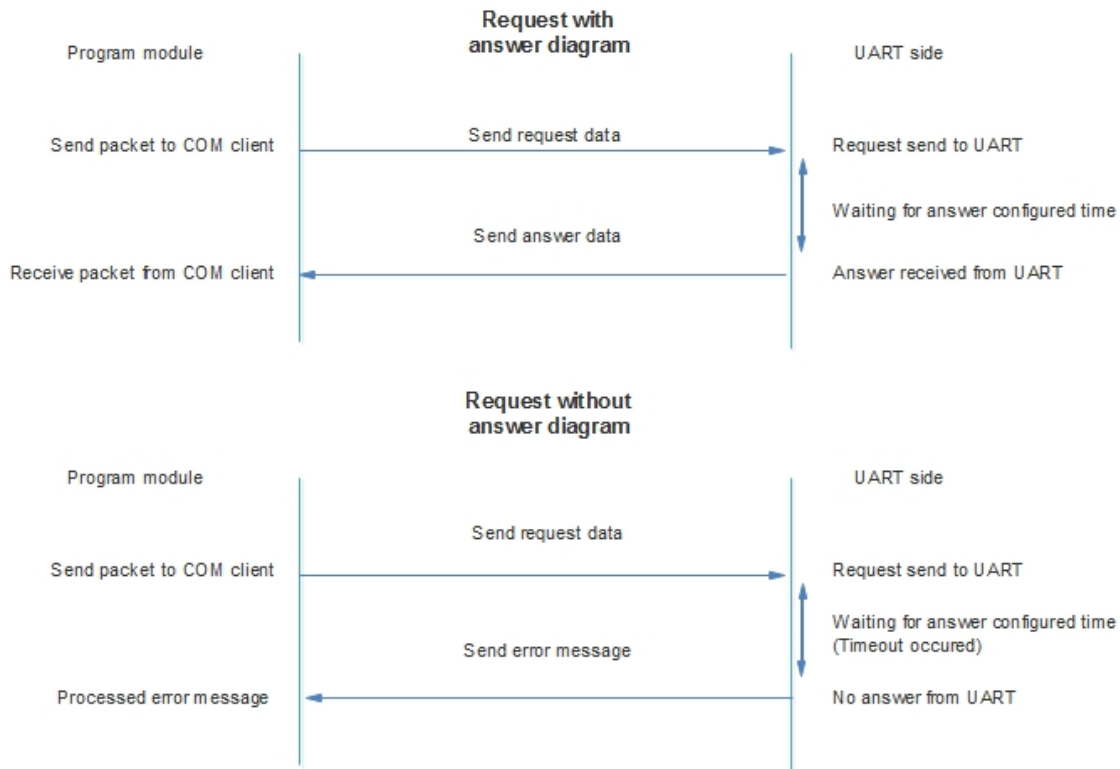 Request with
answer diagram
Program module
UART side
Send packet to COM client
Send request data
Request send to UART
Waiting for answer configured time
Send answer data
Receive packet from COM client
Answer received from UART
Request without
answer diagram
Program module
UART side
Send request data
Send packet to COM client
Request send to UART
Waiting for answer configured time
(Timeout occured)
Send error message
Processed error message
No answer from UART